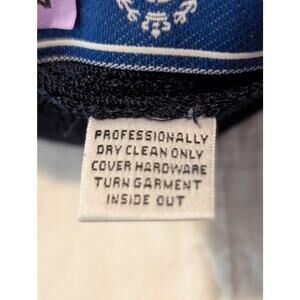 PROFESSIONALLY
DRY CLEAN ONLY
COVER HARDWARE
TURN GARMENT
INSIDE OUT